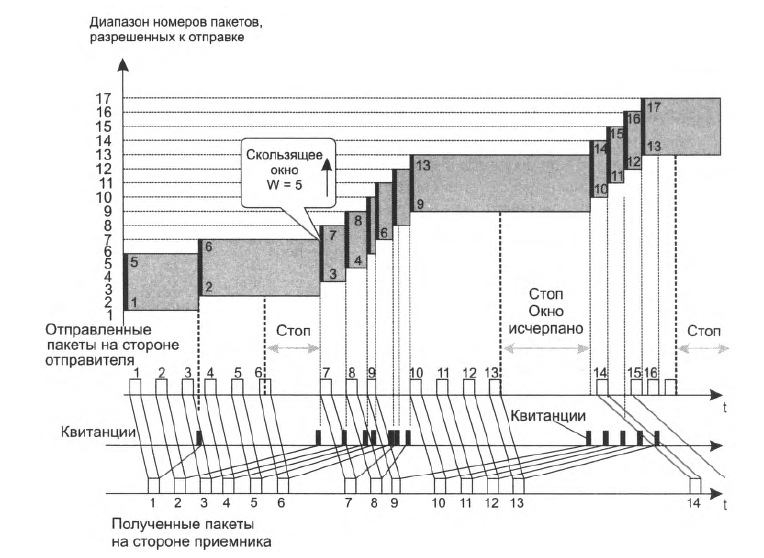 Диапазон номеров пакетов,
разрешенных к отправке
17
16
15
14
13
12
11
10
9
8
7
6
5
4
3
2
1
Скользящее
окно
W = 5
5
1
6
2
7
3
8
4
10
6
13
9
14
10
15
11
16
12
17
13
Отправленные
пакеты на стороне
отправителя
Стоп
Стоп
Окно
исчерпано
Стоп
1 2 3 4 5 6 7 8 9 10 11 12 13 14 15 16
t
Квитанции
Квитанции
t
1 2 3 4 5 6 7 8 9 10 11 12 13 14
t
Полученные пакеты
на стороне приемника